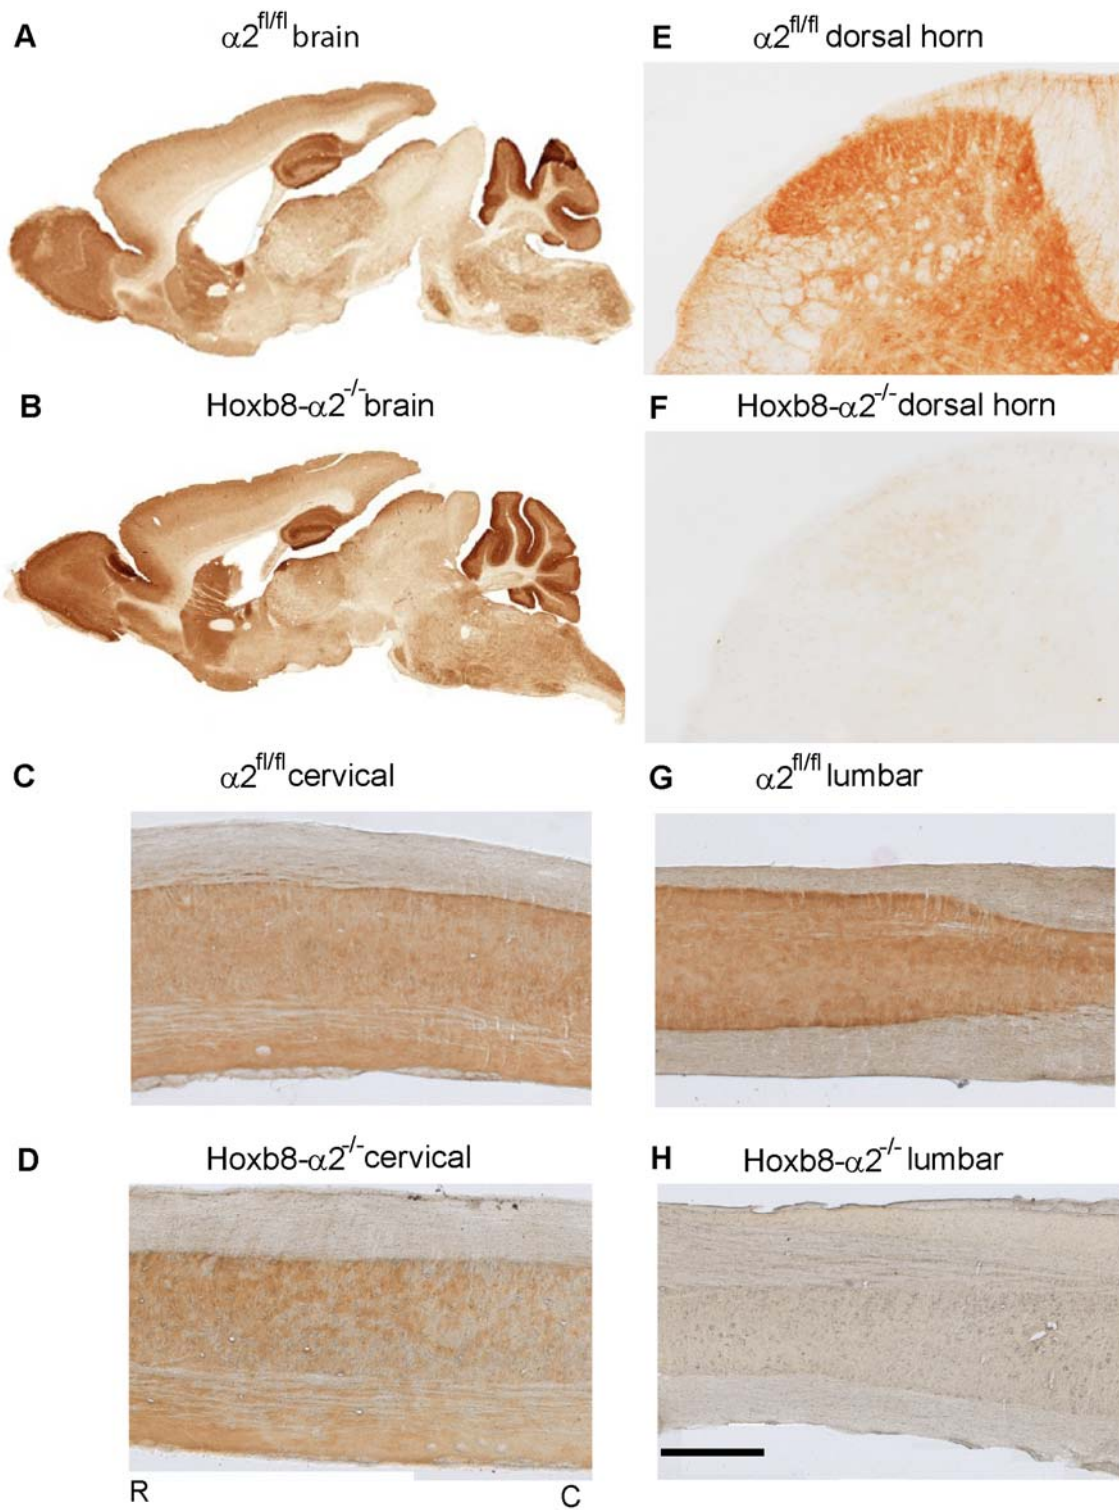 A α2fl/fl brain
E α2fl/fl dorsal horn
B Hoxb8-α2-/- brain
F Hoxb8-α2-/- dorsal horn
C α2fl/fl cervical
G α2fl/fl lumbar
D Hoxb8-α2-/- cervical
H Hoxb8-α2-/- lumbar
R C